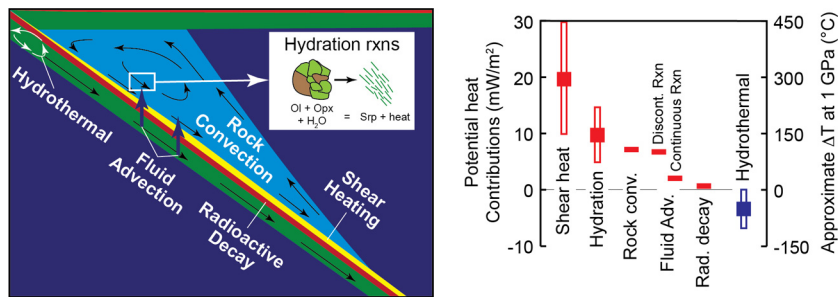 Hydration rxns
Ol + Opx
+ H₂O = Srp + heat
Hydrothermal
Fluid
Advection
Rock
Convection
Radioactive
Decay
Shear
Heating
Potential heat
Contributions (mW/m²)
30
20
10
0
-10
Shear heat
Hydration
Rock conv.
Discont. Rxn
Continuous Rxn
Fluid Adv.
Rad. decay
Hydrothermal
450
300
150
0
-150
Approximate ΔT at 1 GPa (°C)